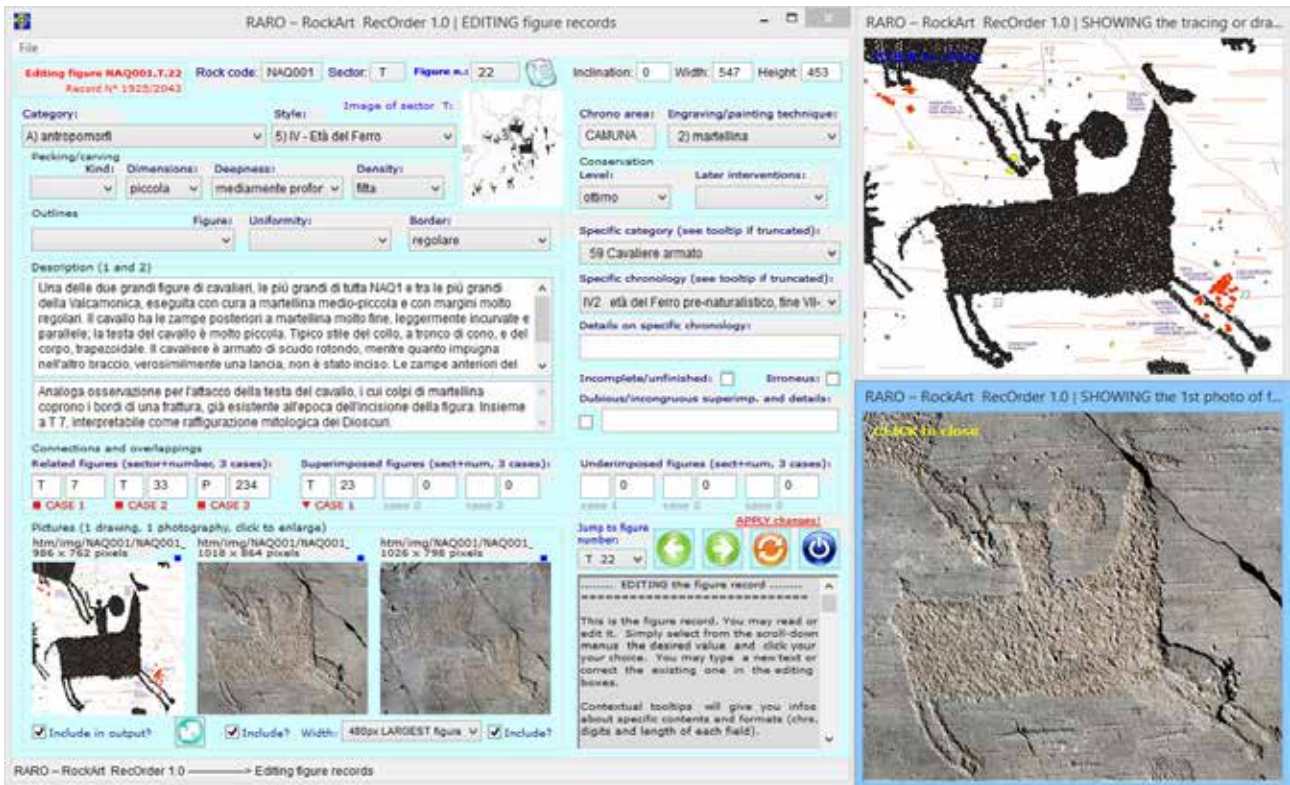 RARO – RockArt RecOrder 1.0 | EDITING figure records
File
Editing figure NAQ001.T.22
Record N° 1925/2043
Rock code: NAQ001 Sector: T Figure n.: 22
Inclination: 0 Width: 547 Height 453
Category:
A) antropomorfi
Style:
5) IV - Età del Ferro
Image of sector T:
Chrono area:
CAMUNA
Engraving/painting technique:
2) martellina
Pecking/carving
Kind: Dimensions: Deepness: Density:
piccola mediamente profor fitta
Conservation
Level: Later interventions:
ottimo
Outlines
Figure: Uniformity: Border:
regolare
Specific category (see tooltip if truncated):
59 Cavaliere armato
Specific chronology (see tooltip if truncated):
IV2 età del Ferro pre-naturalistico, fine VII-
Details on specific chronology:
Description (1 and 2)
Una delle due grandi figure di cavalieri, le più grandi di tutta NAQ1 e tra le più grandi
della Valcamonica, eseguita con cura a martellina medio-piccola e con margini molto
regolari. Il cavallo ha le zampe posteriori a martellina molto fine, leggermente incurvate e
parallele; la testa del cavallo è molto piccola. Tipico stile del collo, a tronco di cono, e del
corpo, trapezoidale. Il cavaliere è armato di scudo rotondo, mentre quanto impugna
nell'altro braccio, verosimilmente una lancia, non è stato inciso. Le zampe anteriori del
Analoga osservazione per l'attacco della testa del cavallo, i cui colpi di martellina
coprono i bordi di una frattura, già esistente all'epoca dell'incisione della figura. Insieme
a T 7, interpretabile come raffigurazione mitologica dei Dioscuri.
Incomplete/unfinished: Erroneus:
Dubious/incongruous superimp. and details:
Connections and overlappings
Related figures (sector+number, 3 cases):
T 7 T 33 P 234
CASE 1 CASE 2 CASE 3
Superimposed figures (sect+num, 3 cases):
T 23 0 0
CASE 1 case 2 case 3
Underimposed figures (sect+num, 3 cases):
0 0 0
case 1 case 2 case 3
Pictures (1 drawing, 1 photography, click to enlarge)
htm/img/NAQ001/NAQ001_
986 x 762 pixels
htm/img/NAQ001/NAQ001_
1018 x 864 pixels
htm/img/NAQ001/NAQ001_
1026 x 798 pixels
Include in output? Include? Width: 480px LARGEST figure Include?
APPLY changes!
Jump to figure
number:
T 22
........ EDITING the figure record ........
==============================
This is the figure record. You may read or
edit it. Simply select from the scroll-down
menus the desired value and click your
your choice. You may type a new text or
correct the existing one in the editing
boxes.
Contextual tooltips will give you infos
about specific contents and formats (chrs,
digits and length of each field).
RARO – RockArt RecOrder 1.0 ----------> Editing figure records
RARO – RockArt RecOrder 1.0 | SHOWING the tracing or dra...
CLICK to close
RARO – RockArt RecOrder 1.0 | SHOWING the 1st photo of f...
CLICK to close